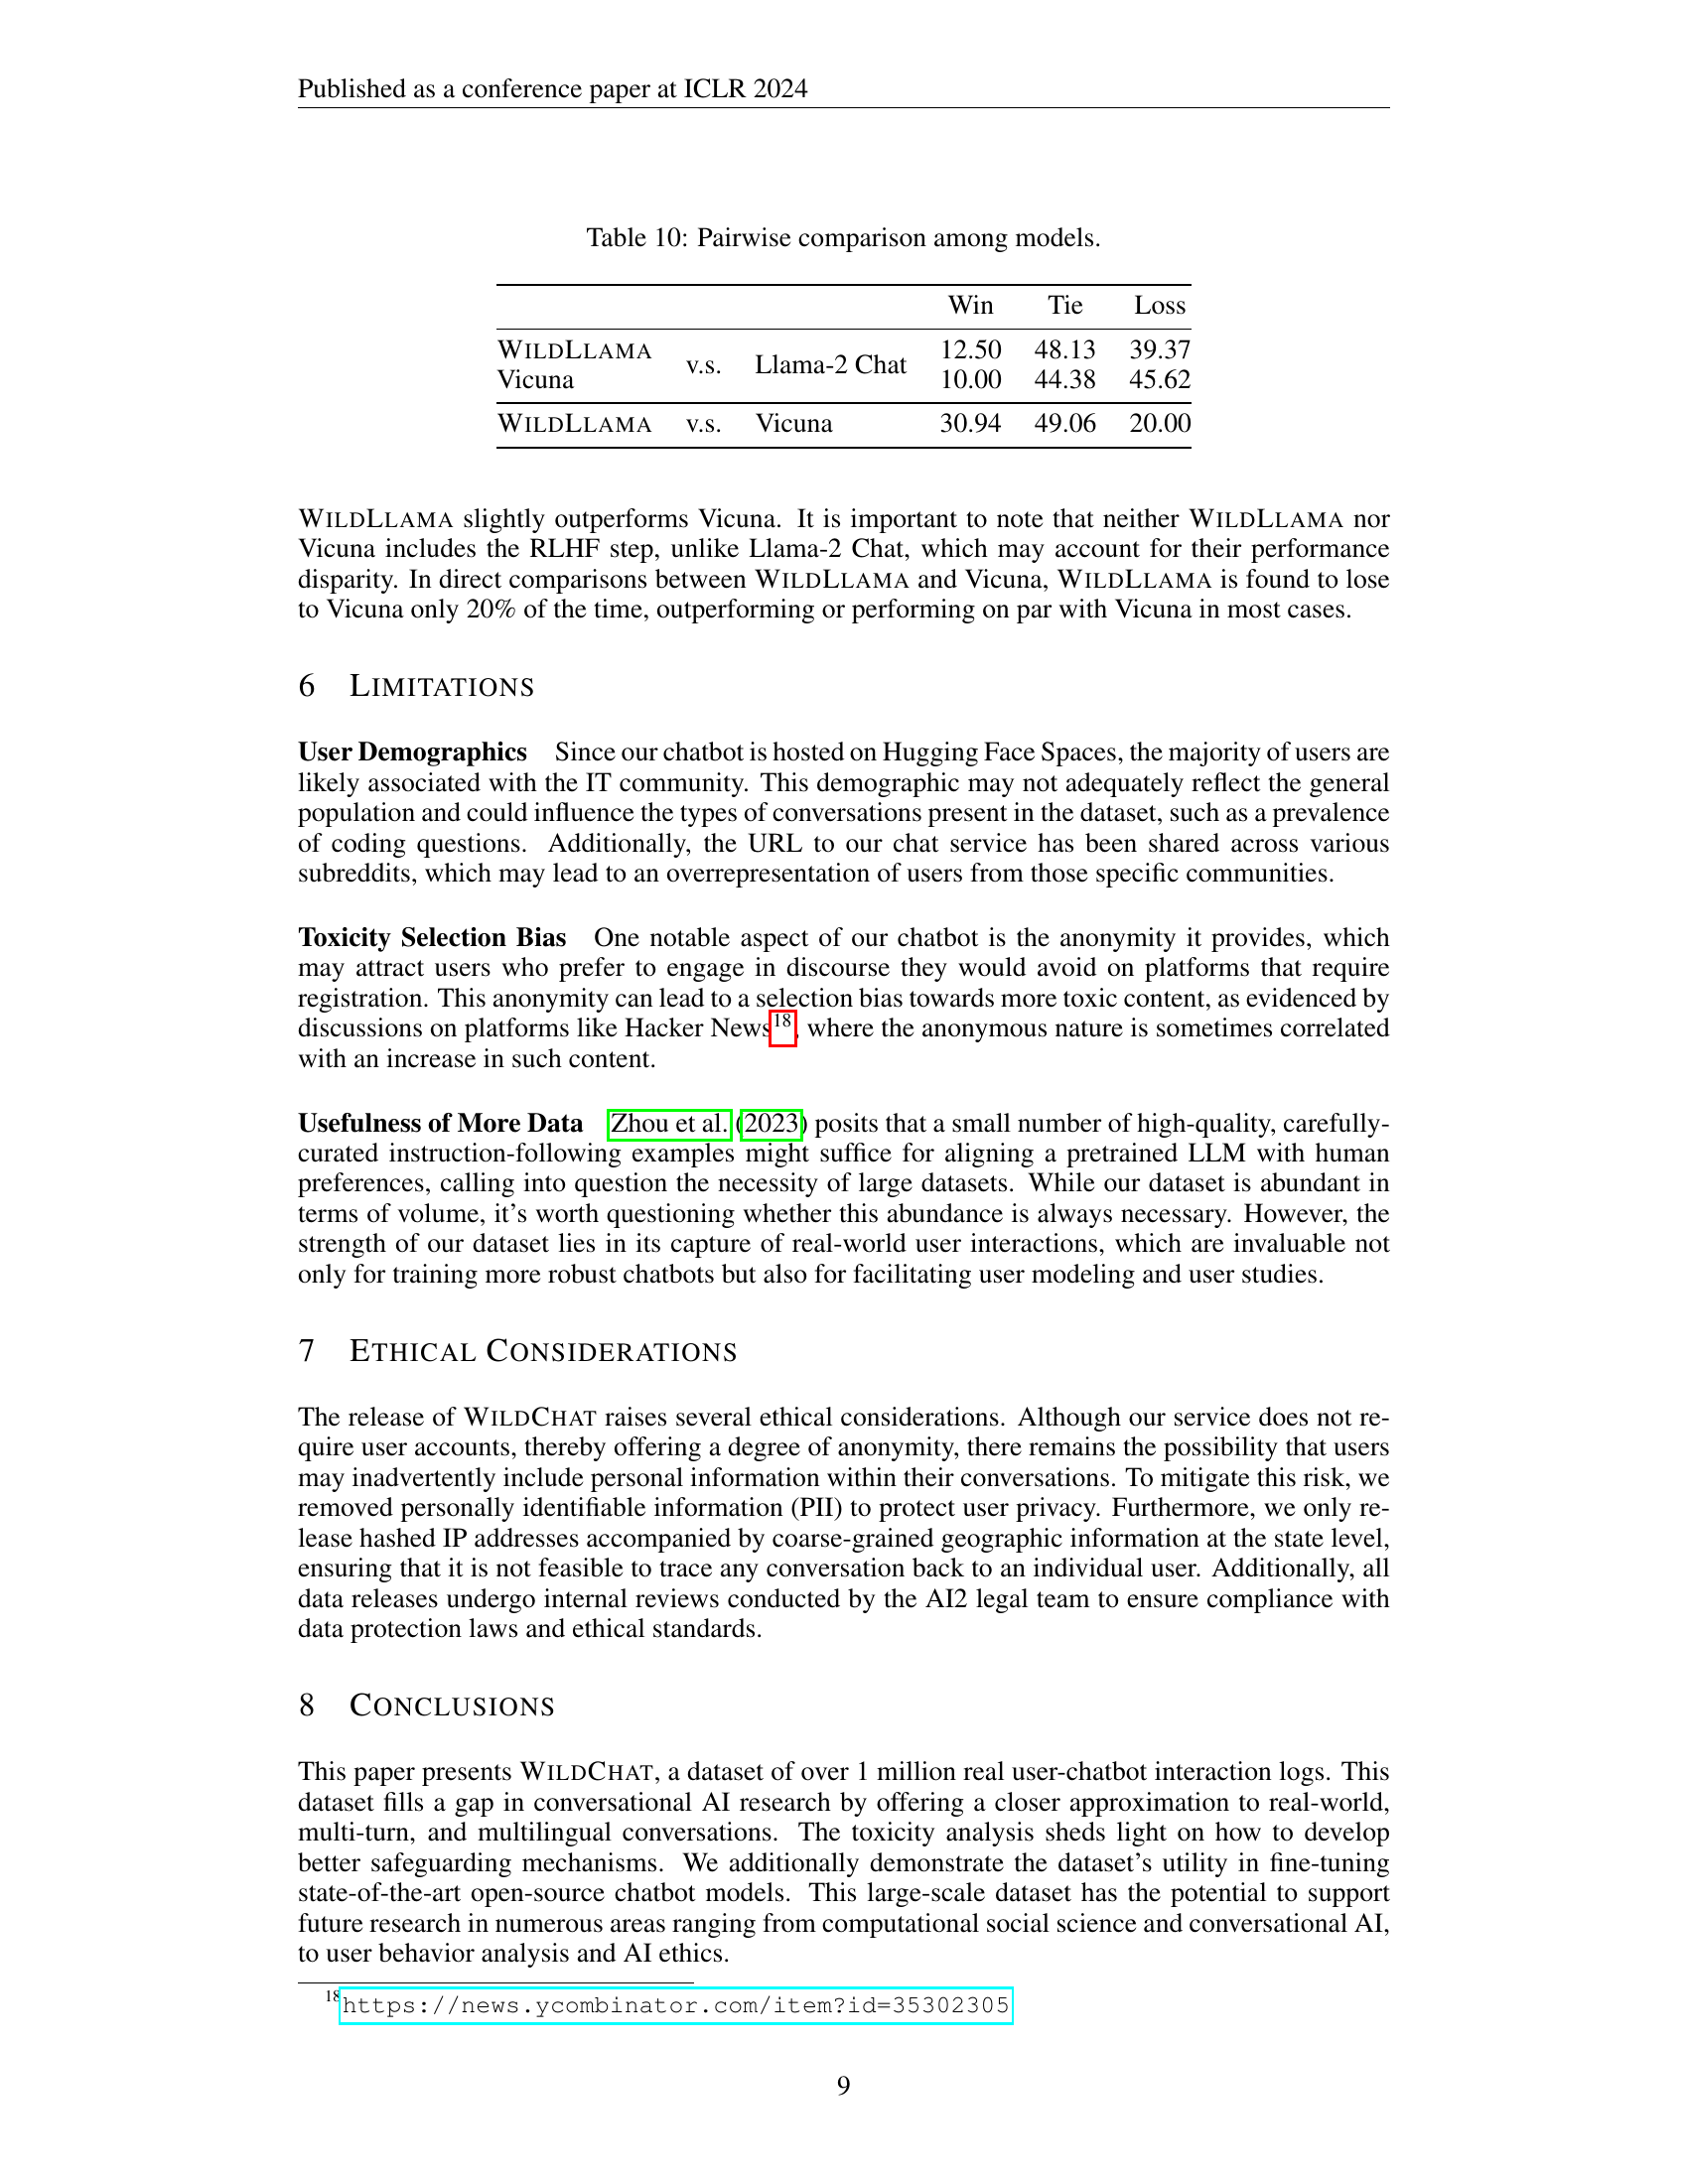 Published as a conference paper at ICLR 2024
Table 10: Pairwise comparison among models.
Win Tie Loss
WILDLLAMA v.s. Llama-2 Chat 12.50 48.13 39.37
Vicuna 10.00 44.38 45.62
WILDLLAMA v.s. Vicuna 30.94 49.06 20.00
WILDLLAMA slightly outperforms Vicuna. It is important to note that neither WILDLLAMA nor
Vicuna includes the RLHF step, unlike Llama-2 Chat, which may account for their performance
disparity. In direct comparisons between WILDLLAMA and Vicuna, WILDLLAMA is found to lose
to Vicuna only 20% of the time, outperforming or performing on par with Vicuna in most cases.
6 LIMITATIONS
User Demographics Since our chatbot is hosted on Hugging Face Spaces, the majority of users are
likely associated with the IT community. This demographic may not adequately reflect the general
population and could influence the types of conversations present in the dataset, such as a prevalence
of coding questions. Additionally, the URL to our chat service has been shared across various
subreddits, which may lead to an overrepresentation of users from those specific communities.
Toxicity Selection Bias One notable aspect of our chatbot is the anonymity it provides, which
may attract users who prefer to engage in discourse they would avoid on platforms that require
registration. This anonymity can lead to a selection bias towards more toxic content, as evidenced by
discussions on platforms like Hacker News18, where the anonymous nature is sometimes correlated
with an increase in such content.
Usefulness of More Data Zhou et al. (2023) posits that a small number of high-quality, carefully-
curated instruction-following examples might suffice for aligning a pretrained LLM with human
preferences, calling into question the necessity of large datasets. While our dataset is abundant in
terms of volume, it's worth questioning whether this abundance is always necessary. However, the
strength of our dataset lies in its capture of real-world user interactions, which are invaluable not
only for training more robust chatbots but also for facilitating user modeling and user studies.
7 ETHICAL CONSIDERATIONS
The release of WILDCHAT raises several ethical considerations. Although our service does not re-
quire user accounts, thereby offering a degree of anonymity, there remains the possibility that users
may inadvertently include personal information within their conversations. To mitigate this risk, we
removed personally identifiable information (PII) to protect user privacy. Furthermore, we only re-
lease hashed IP addresses accompanied by coarse-grained geographic information at the state level,
ensuring that it is not feasible to trace any conversation back to an individual user. Additionally, all
data releases undergo internal reviews conducted by the AI2 legal team to ensure compliance with
data protection laws and ethical standards.
8 CONCLUSIONS
This paper presents WILDCHAT, a dataset of over 1 million real user-chatbot interaction logs. This
dataset fills a gap in conversational AI research by offering a closer approximation to real-world,
multi-turn, and multilingual conversations. The toxicity analysis sheds light on how to develop
better safeguarding mechanisms. We additionally demonstrate the dataset's utility in fine-tuning
state-of-the-art open-source chatbot models. This large-scale dataset has the potential to support
future research in numerous areas ranging from computational social science and conversational AI,
to user behavior analysis and AI ethics.
18https://news.ycombinator.com/item?id=35302305
9